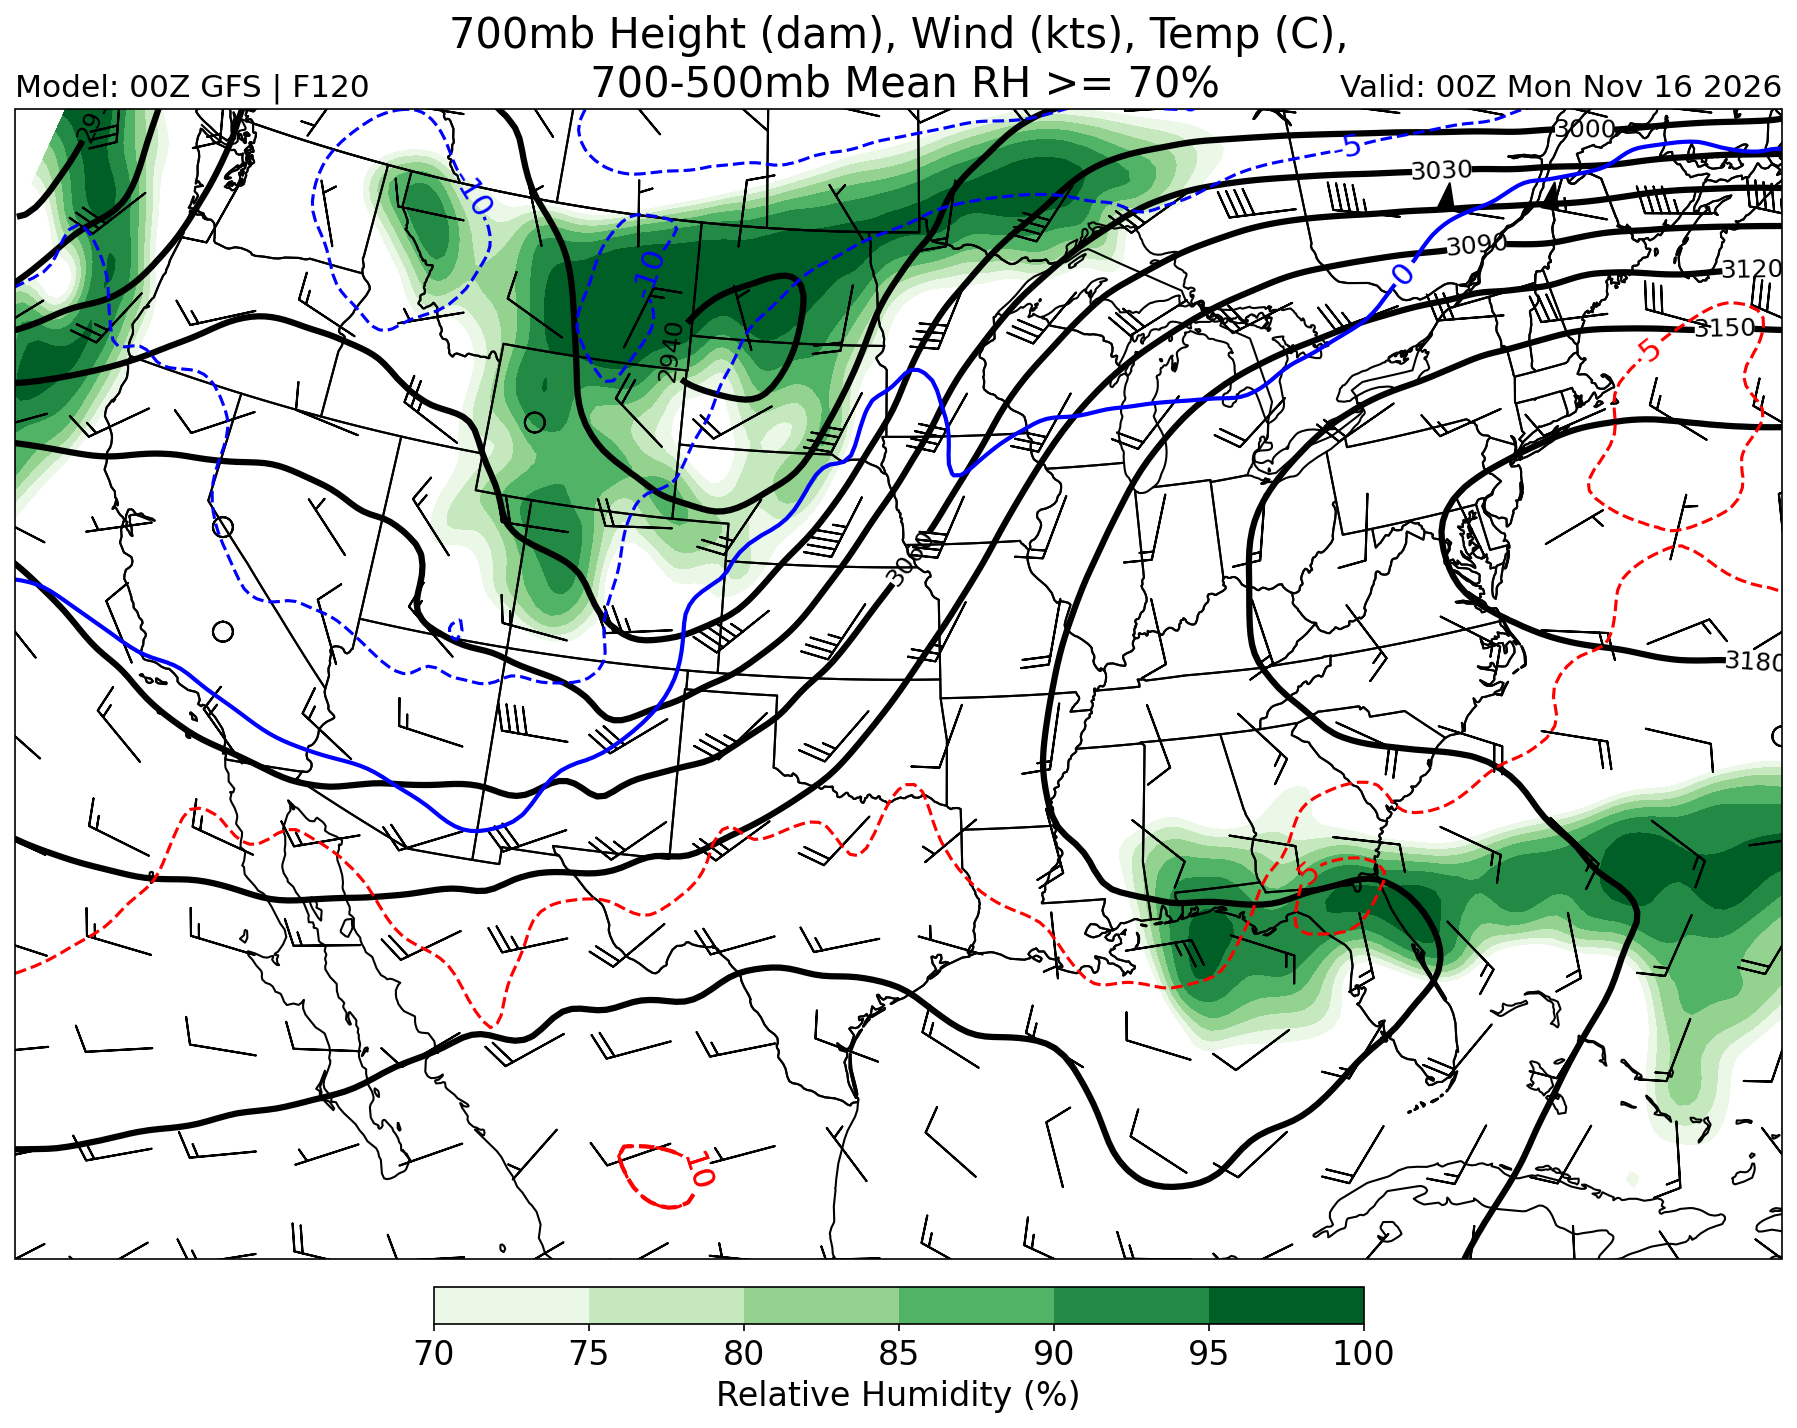 700mb Height (dam), Wind (kts), Temp (C),
700-500mb Mean RH >= 70%
Model: 00Z GFS | F120
Valid: 00Z Mon Nov 16 2026
3000
-5
3030
-10
3090
-10
0
3120
3150
5
2940
3060
3180
5
10
70 75 80 85 90 95 100
Relative Humidity (%)